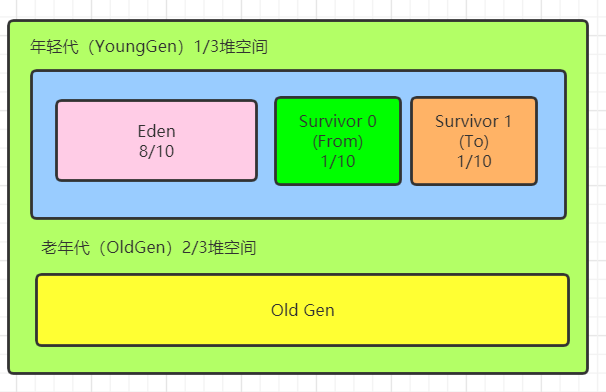 年轻代（YoungGen）1/3堆空间
Eden
8/10
Survivor 0
(From)
1/10
Survivor 1
(To)
1/10
老年代（OldGen）2/3堆空间
Old Gen